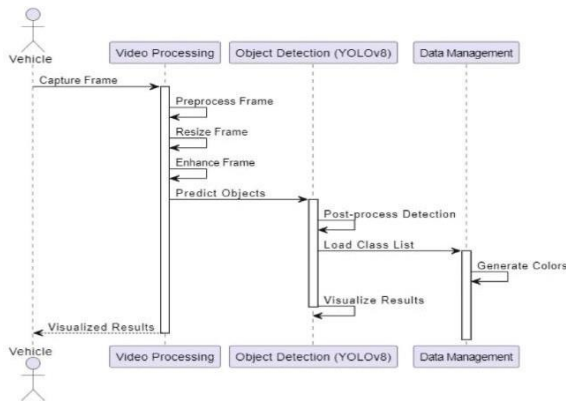 Vehicle
Video Processing
Object Detection (YOLOv8)
Data Management
Capture Frame
Preprocess Frame
Resize Frame
Enhance Frame
Predict Objects
Post-process Detection
Load Class List
Generate Colors
Visualize Results
Visualized Results
Vehicle
Video Processing
Object Detection (YOLOv8)
Data Management